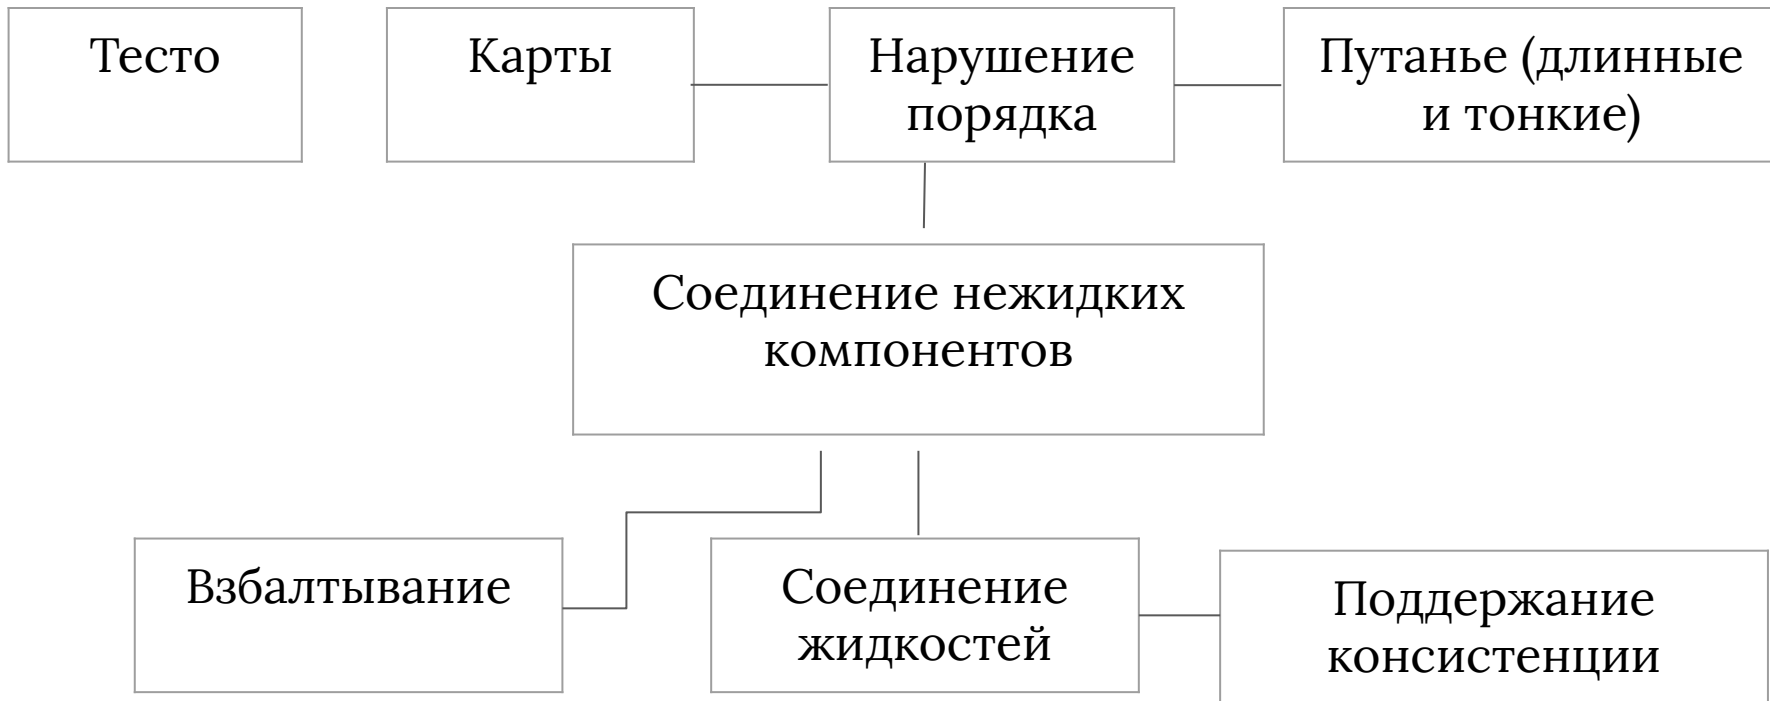 Тесто
Карты
Нарушение
порядка
Путанье (длинные
и тонкие)
Соединение нежидких
компонентов
Взбалтывание
Соединение
жидкостей
Поддержание
консистенции